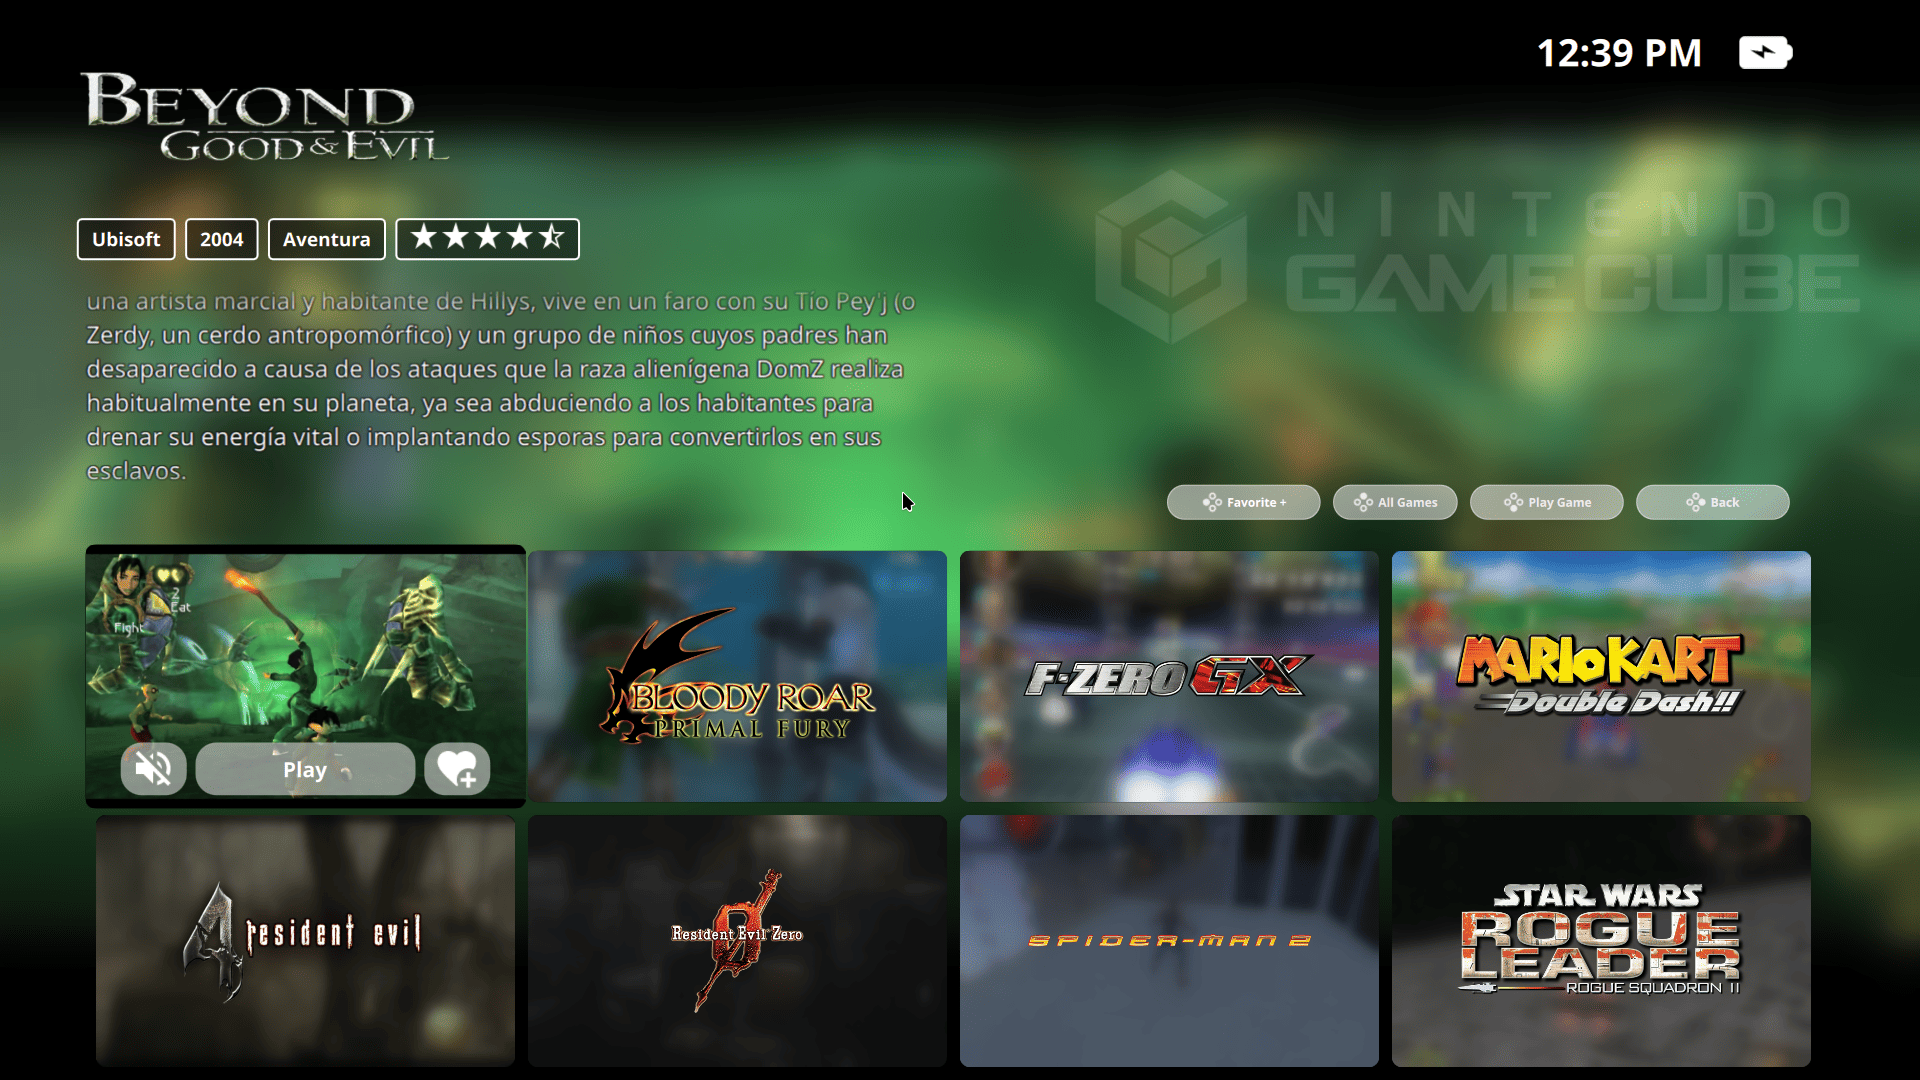 12:39 PM
BEYOND
GOOD & EVIL
Ubisoft 2004 Aventura
NINTENDO
GAMECUBE
una artista marcial y habitante de Hillys, vive en un faro con su Tío Pey'j (o
Zerdy, un cerdo antropomórfico) y un grupo de niños cuyos padres han
desaparecido a causa de los ataques que la raza alienígena DomZ realiza
habitualmente en su planeta, ya sea abduciendo a los habitantes para
drenar su energía vital o implantando esporas para convertirlos en sus
esclavos.
Favorite + All Games Play Game Back
2
Eat
Fight
Play
BLOODY ROAR
PRIMAL FURY
F-ZERO GX
MARIO KART
Double Dash!!
4 resident evil
0
Resident Evil Zero
SPIDER-MAN 2
STAR WARS
ROGUE
LEADER
ROGUE SQUADRON II